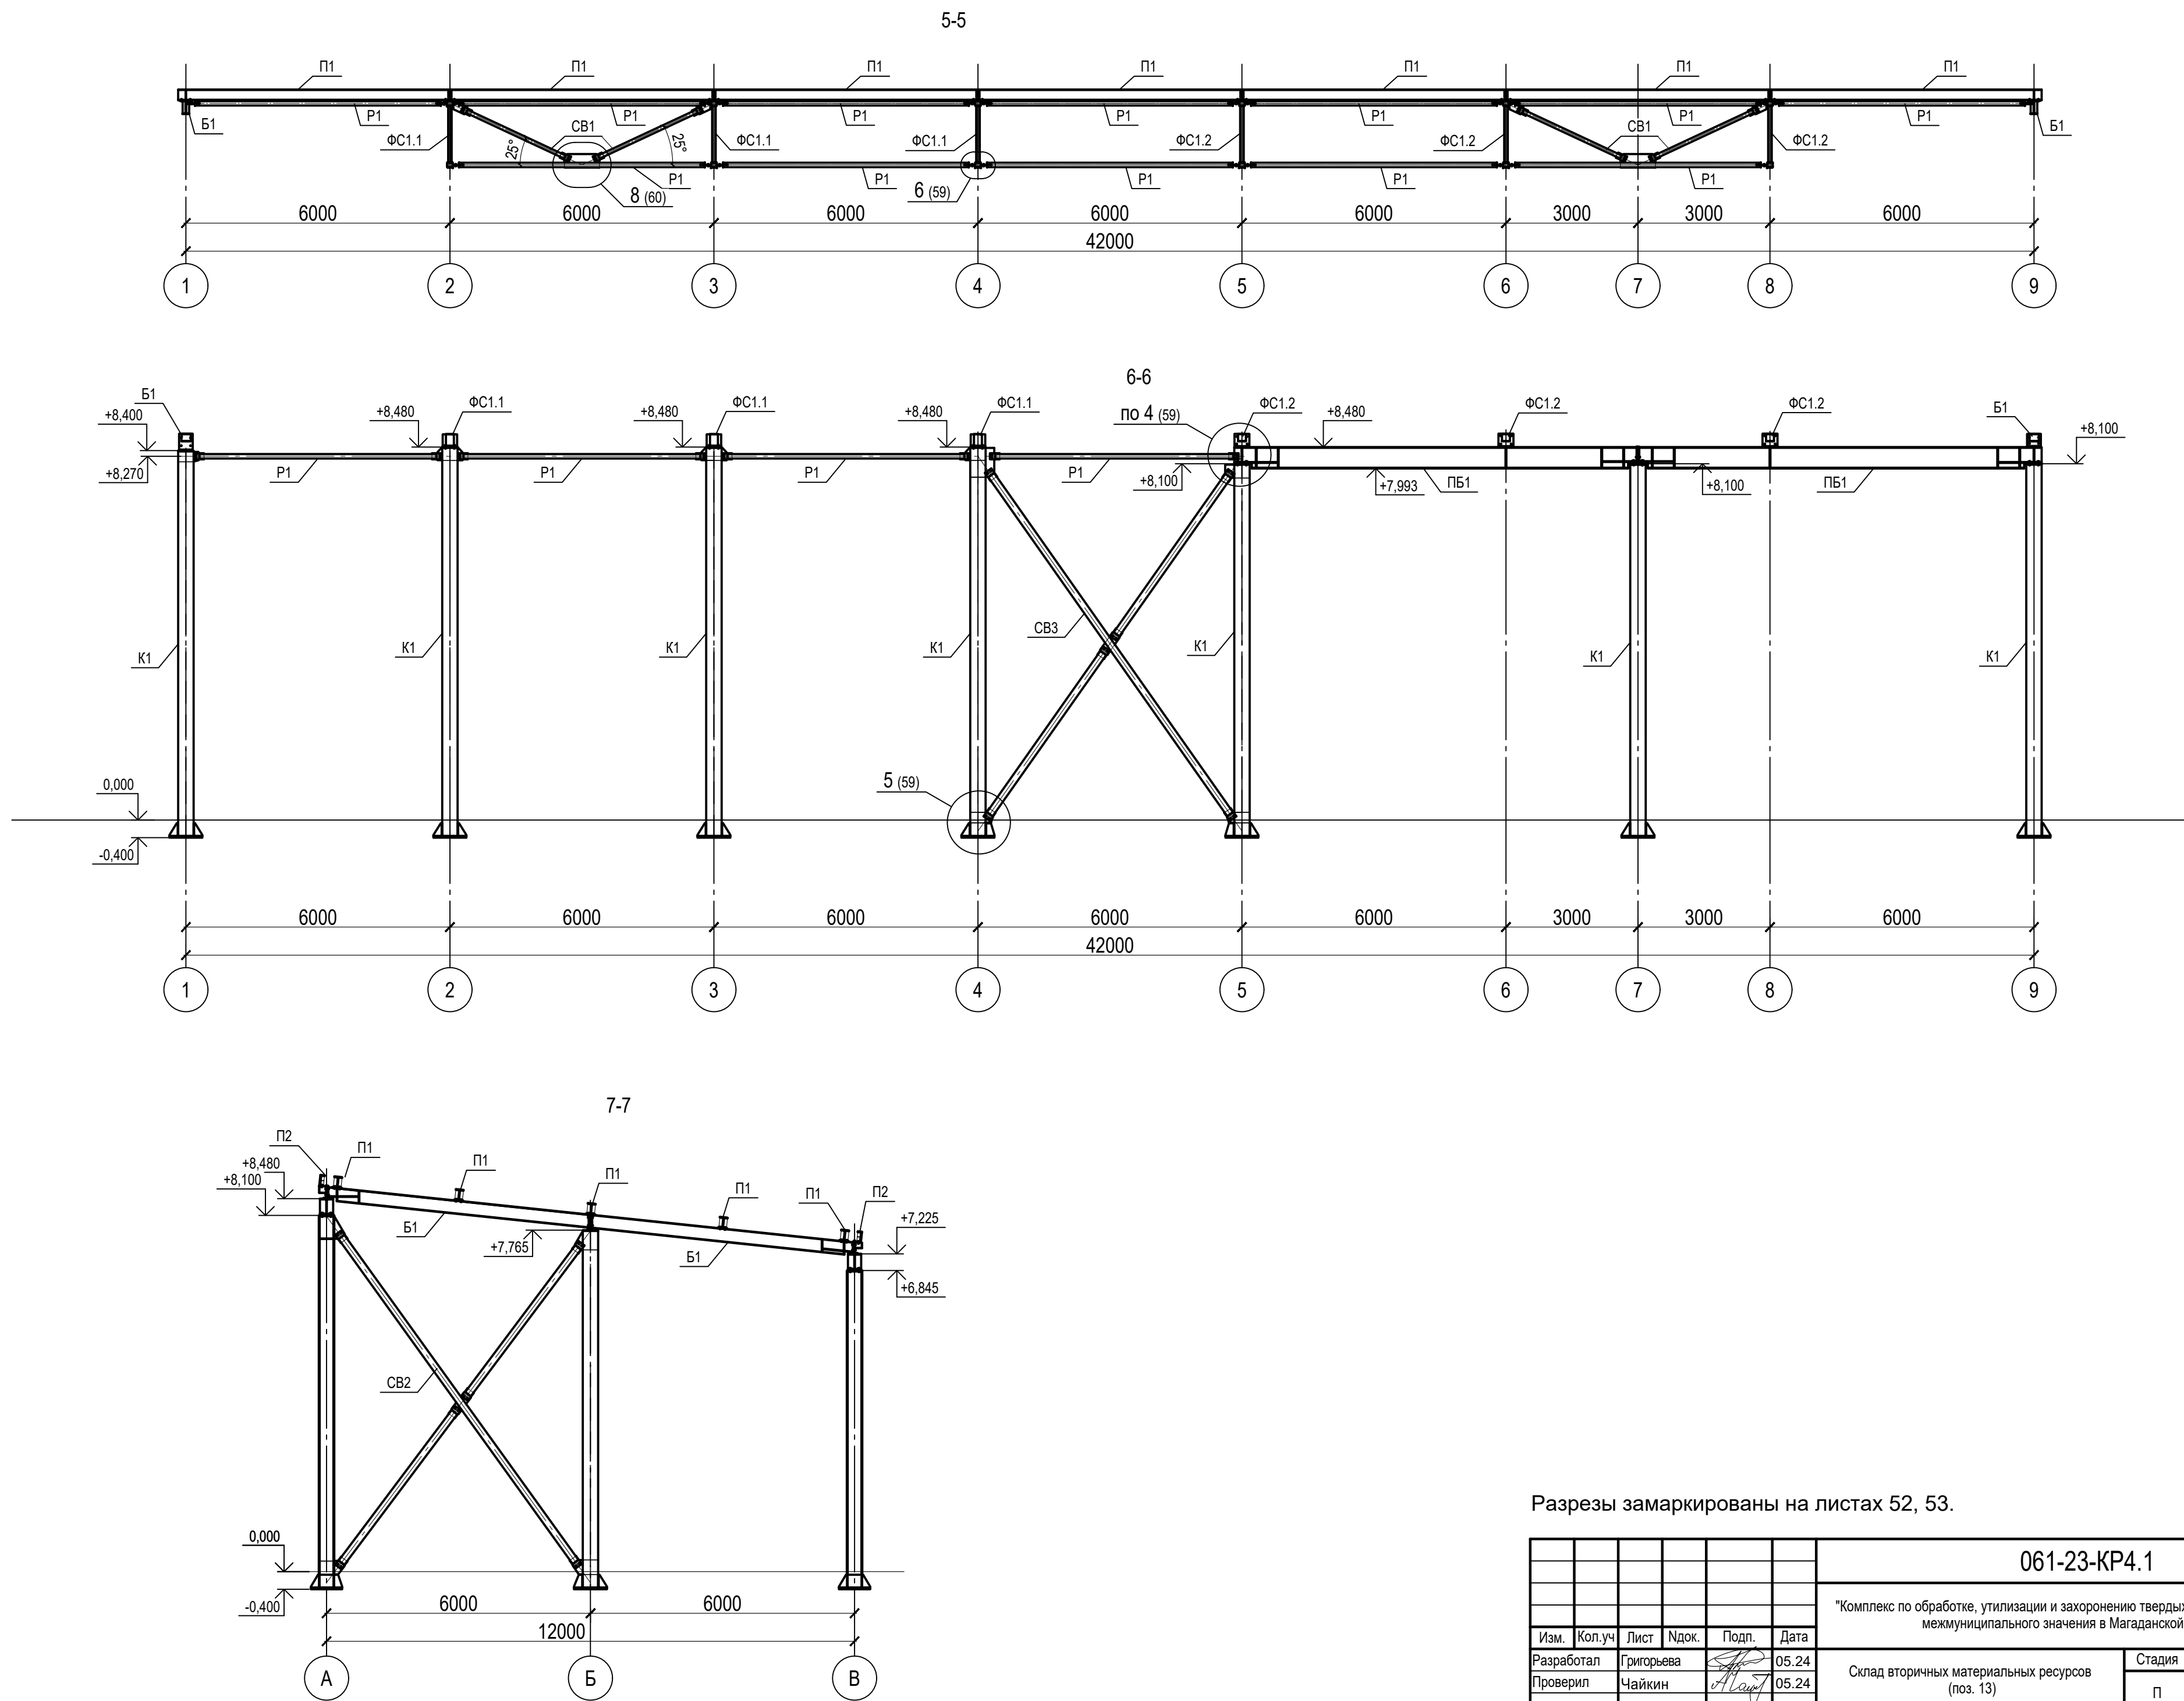 5-5
П1 П1 П1 П1 П1 П1 П1
Б1 Р1 Р1 Р1 Р1 Р1 Р1 Р1 Б1
ФС1.1 СВ1 ФС1.1 ФС1.1 ФС1.2 ФС1.2 СВ1 ФС1.2
25° 25°
Р1 Р1 Р1 Р1 Р1
8 (60) 6 (59)
6000 6000 6000 6000 6000 3000 3000 6000
42000
1 2 3 4 5 6 7 8 9
6-6
Б1 ФС1.1 ФС1.1 ФС1.1 ФС1.2 ФС1.2 ФС1.2 Б1
+8,400 +8,480 +8,480 +8,480 по 4 (59) +8,480 +8,100
+8,270 Р1 Р1 Р1 Р1 +8,100 +7,993 ПБ1 +8,100 ПБ1
СВ3
К1 К1 К1 К1 К1 К1 К1
0,000 5 (59)
-0,400
6000 6000 6000 6000 6000 3000 3000 6000
42000
1 2 3 4 5 6 7 8 9
7-7
П2 П1 П1 П1 П1 П1 П2
+8,480
+8,100
Б1 +7,765 Б1 +7,225
+6,845
СВ2
0,000
-0,400
6000 6000
12000
А Б В
Разрезы замаркированы на листах 52, 53.
061-23-КР4.1
"Комплекс по обработке, утилизации и захоронению твердых
межмуниципального значения в Магаданской
Изм. Кол.уч Лист Nдок. Подп. Дата
Разработал Григорьева 05.24
Проверил Чайкин 05.24
Склад вторичных материальных ресурсов
(поз. 13)
Стадия
П